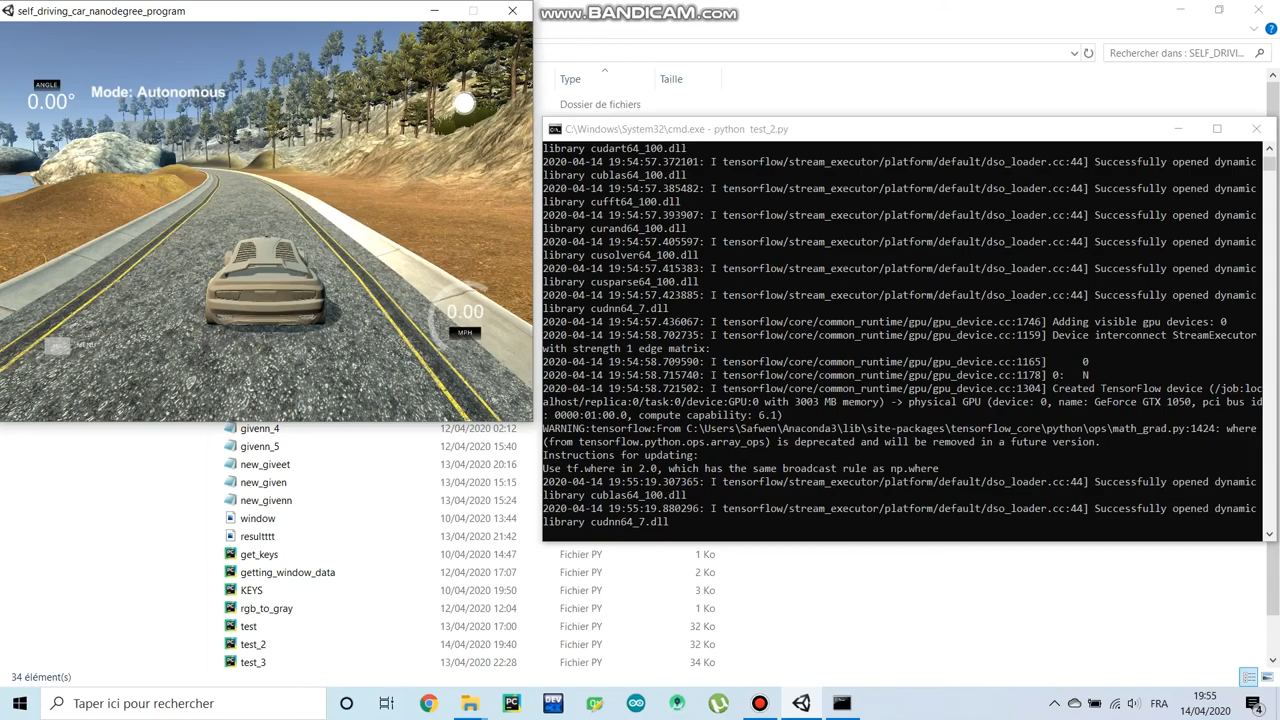 self_driving_car_nanodegree_program
www.BANDICAM.com
ANGLE
0.00°
Mode: Autonomous
0.00
MPH
MENU
Rechercher dans : SELF_DRIVI...
Type
Taille
Dossier de fichiers
C:\Windows\System32\cmd.exe - python  test_2.py
library cudart64_100.dll
2020-04-14 19:54:57.372101: I tensorflow/stream_executor/platform/default/dso_loader.cc:44] Successfully opened dynamic
library cublas64_100.dll
2020-04-14 19:54:57.385482: I tensorflow/stream_executor/platform/default/dso_loader.cc:44] Successfully opened dynamic
library cufft64_100.dll
2020-04-14 19:54:57.393907: I tensorflow/stream_executor/platform/default/dso_loader.cc:44] Successfully opened dynamic
library curand64_100.dll
2020-04-14 19:54:57.405597: I tensorflow/stream_executor/platform/default/dso_loader.cc:44] Successfully opened dynamic
library cusolver64_100.dll
2020-04-14 19:54:57.415383: I tensorflow/stream_executor/platform/default/dso_loader.cc:44] Successfully opened dynamic
library cusparse64_100.dll
2020-04-14 19:54:57.423885: I tensorflow/stream_executor/platform/default/dso_loader.cc:44] Successfully opened dynamic
library cudnn64_7.dll
2020-04-14 19:54:57.436067: I tensorflow/core/common_runtime/gpu/gpu_device.cc:1746] Adding visible gpu devices: 0
2020-04-14 19:54:58.702735: I tensorflow/core/common_runtime/gpu/gpu_device.cc:1159] Device interconnect StreamExecutor
with strength 1 edge matrix:
2020-04-14 19:54:58.709590: I tensorflow/core/common_runtime/gpu/gpu_device.cc:1165]      0
2020-04-14 19:54:58.715740: I tensorflow/core/common_runtime/gpu/gpu_device.cc:1178] 0:   N
2020-04-14 19:54:58.721502: I tensorflow/core/common_runtime/gpu/gpu_device.cc:1304] Created TensorFlow device (/job:loc
alhost/replica:0/task:0/device:GPU:0 with 3003 MB memory) -> physical GPU (device: 0, name: GeForce GTX 1050, pci bus id
: 0000:01:00.0, compute capability: 6.1)
WARNING:tensorflow:From C:\Users\Safwen\Anaconda3\lib\site-packages\tensorflow_core\python\ops\math_grad.py:1424: where
(from tensorflow.python.ops.array_ops) is deprecated and will be removed in a future version.
Instructions for updating:
Use tf.where in 2.0, which has the same broadcast rule as np.where
2020-04-14 19:55:19.307365: I tensorflow/stream_executor/platform/default/dso_loader.cc:44] Successfully opened dynamic
library cublas64_100.dll
2020-04-14 19:55:19.880296: I tensorflow/stream_executor/platform/default/dso_loader.cc:44] Successfully opened dynamic
library cudnn64_7.dll
givenn_4 12/04/2020 02:12
givenn_5 12/04/2020 15:40
new_giveet 13/04/2020 20:16
new_given 13/04/2020 15:15
new_givenn 13/04/2020 15:24
window 10/04/2020 13:44
resultttt 13/04/2020 21:42
get_keys 10/04/2020 14:47 Fichier PY 1 Ko
getting_window_data 12/04/2020 17:07 Fichier PY 2 Ko
KEYS 10/04/2020 19:50 Fichier PY 3 Ko
rgb_to_gray 12/04/2020 12:04 Fichier PY 1 Ko
test 13/04/2020 17:00 Fichier PY 32 Ko
test_2 14/04/2020 19:40 Fichier PY 32 Ko
test_3 13/04/2020 22:28 Fichier PY 34 Ko
34 élément(s)
Taper ici pour rechercher
FRA
19:55
14/04/2020
4